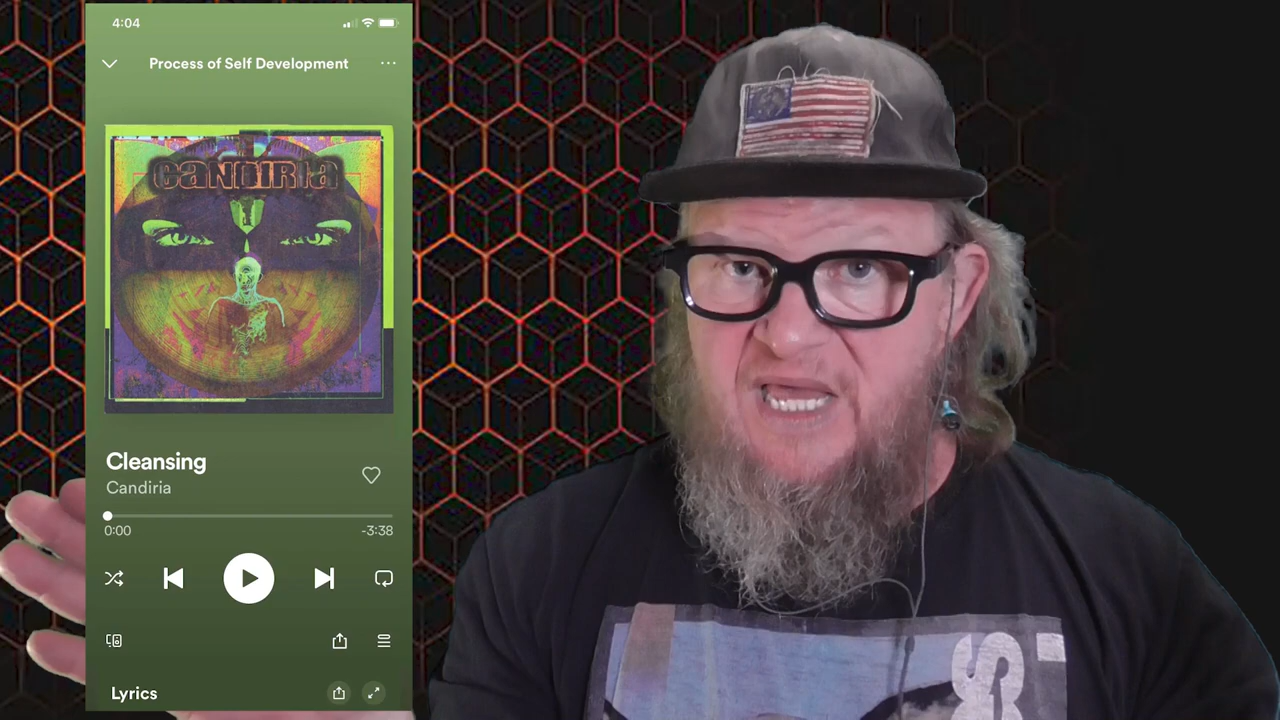 4:04
Process of Self Development
CANDIRIA
Cleansing
Candiria
0:00
-3:38
Lyrics